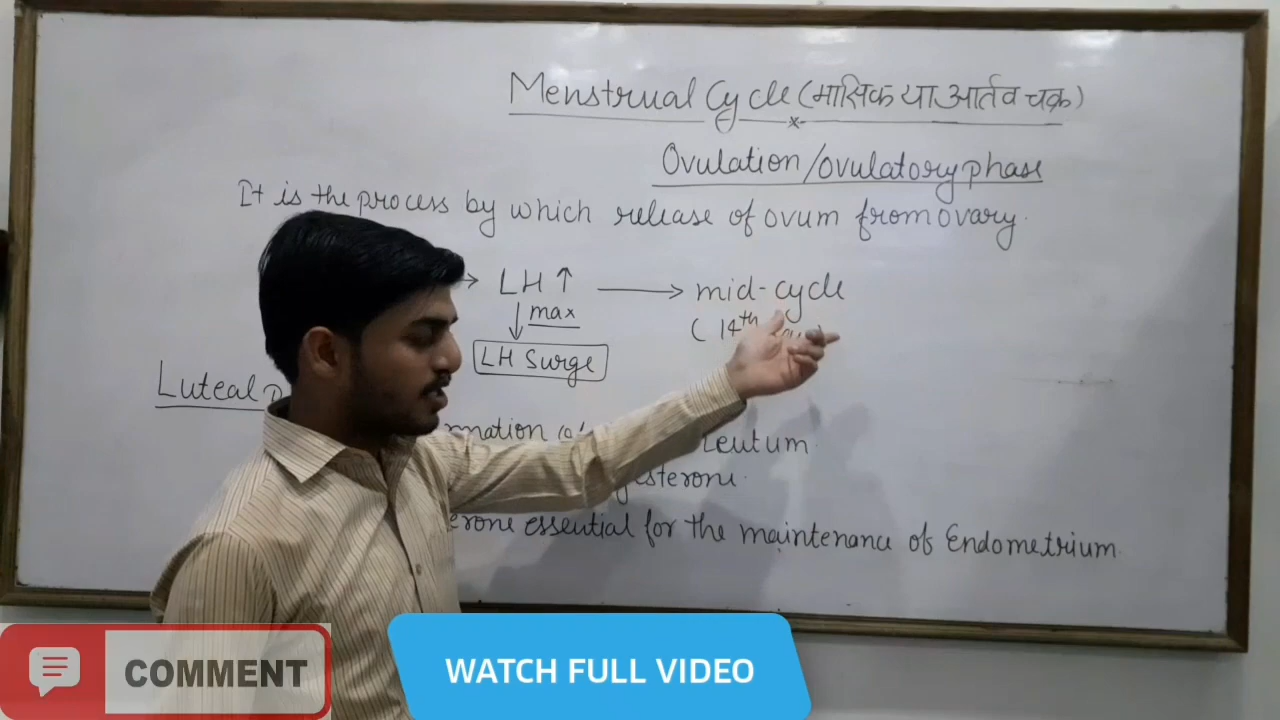 Menstrual Cycle (मासिक या आर्तव चक्र)
Ovulation/ovulatory phase
It is the process by which release of ovum from ovary.
→ LH ↑ → mid-cycle
↓ max (14th
LH Surge
Luteal
leutum
essential for the maintenance of Endometrium.
COMMENT
WATCH FULL VIDEO